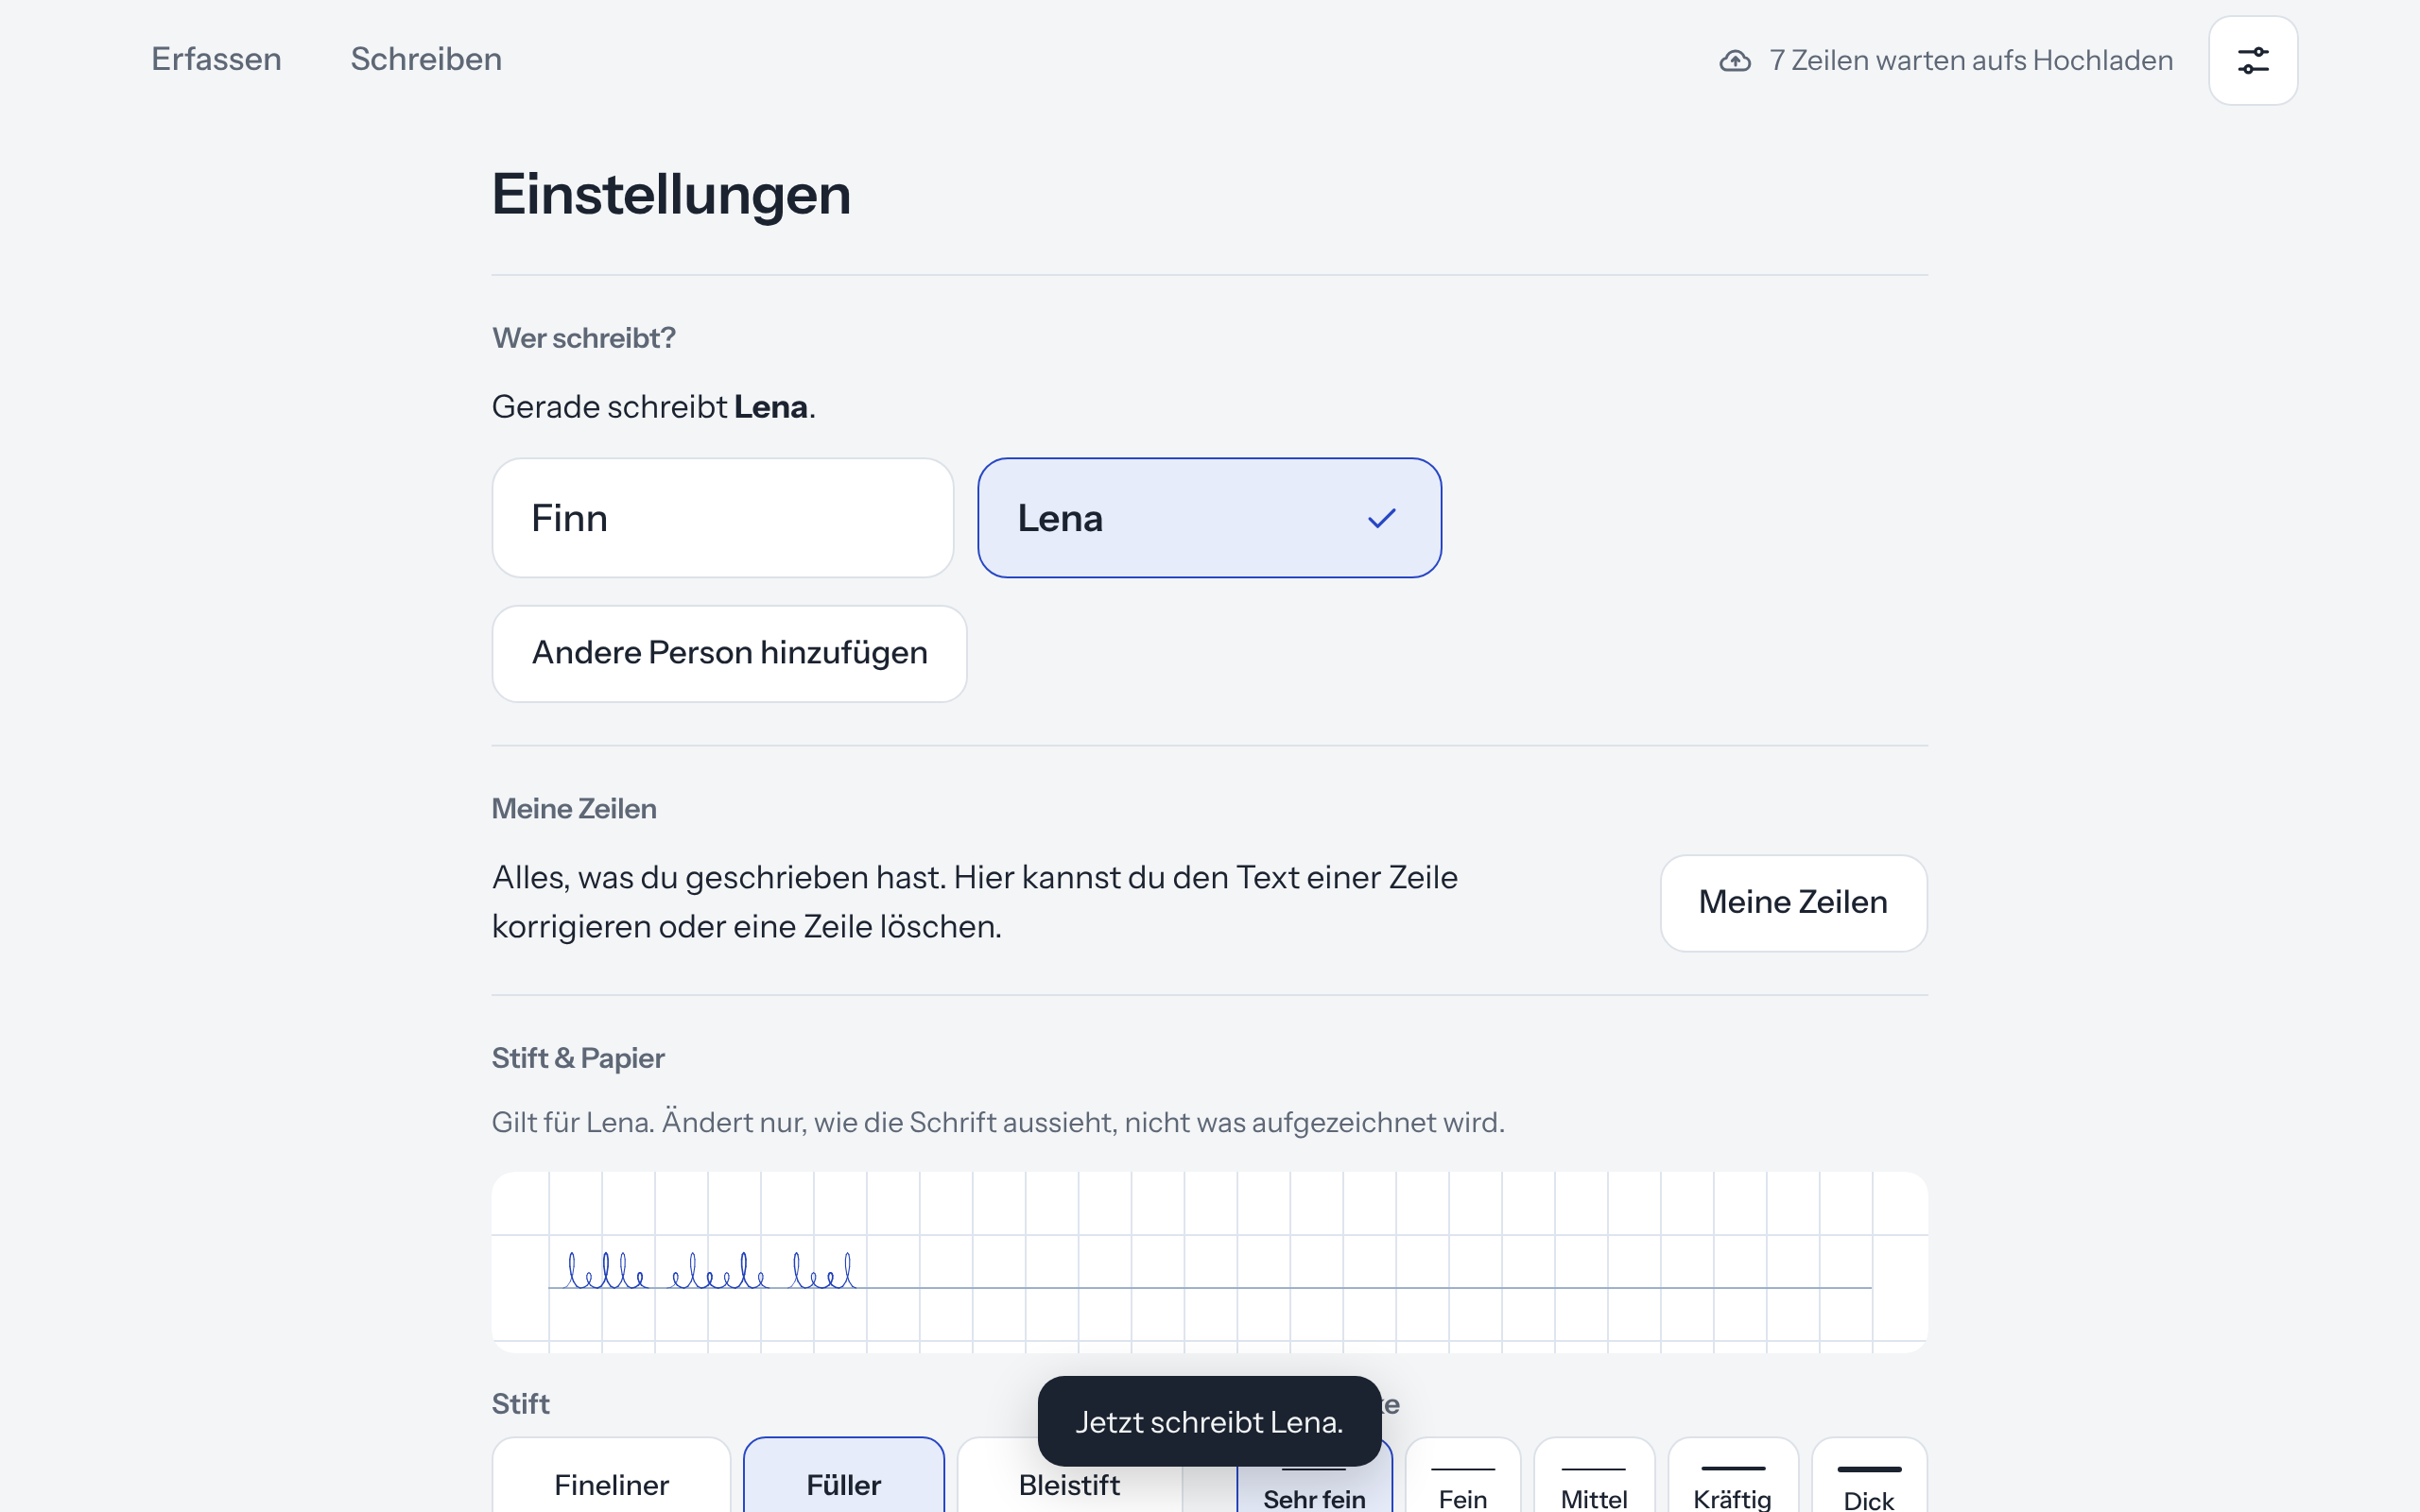 Erfassen Schreiben 7 Zeilen warten aufs Hochladen
Einstellungen
Wer schreibt?
Gerade schreibt Lena.
Finn Lena
Andere Person hinzufügen
Meine Zeilen
Alles, was du geschrieben hast. Hier kannst du den Text einer Zeile
korrigieren oder eine Zeile löschen.
Meine Zeilen
Stift & Papier
Gilt für Lena. Ändert nur, wie die Schrift aussieht, nicht was aufgezeichnet wird.
Stift
Jetzt schreibt Lena.
Fineliner Füller Bleistift Sehr fein Fein Mittel Kräftig Dick